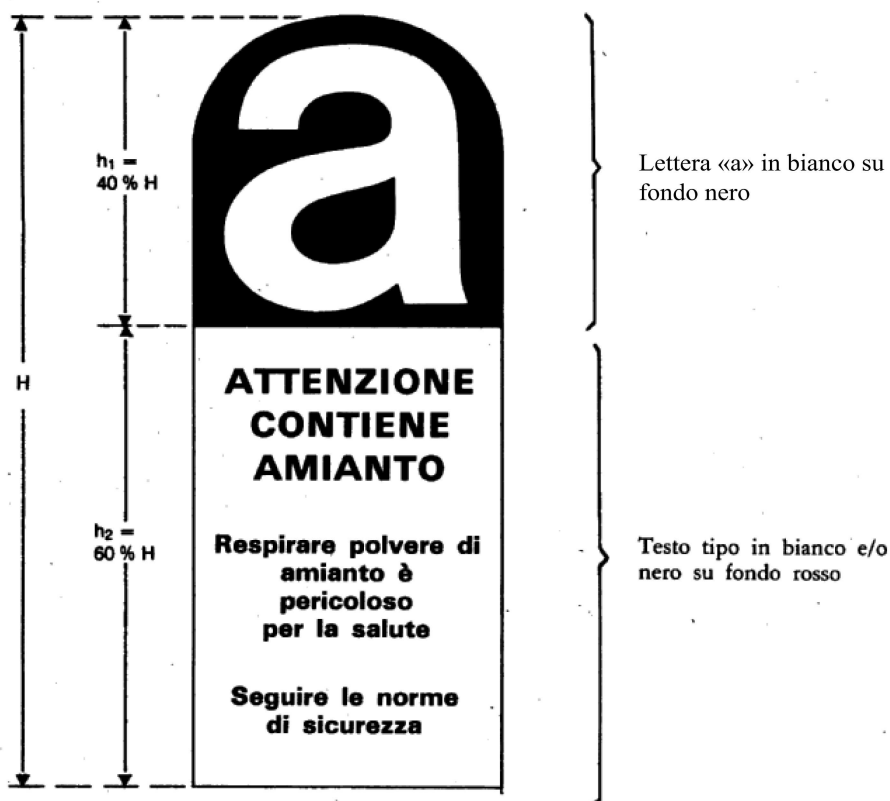 a
h₁ =
40 % H
Lettera «a» in bianco su
fondo nero
H
ATTENZIONE
CONTIENE
AMIANTO
h₂ =
60 % H
Respirare polvere di
amianto è
pericoloso
per la salute
Testo tipo in bianco e/o
nero su fondo rosso
Seguire le norme
di sicurezza